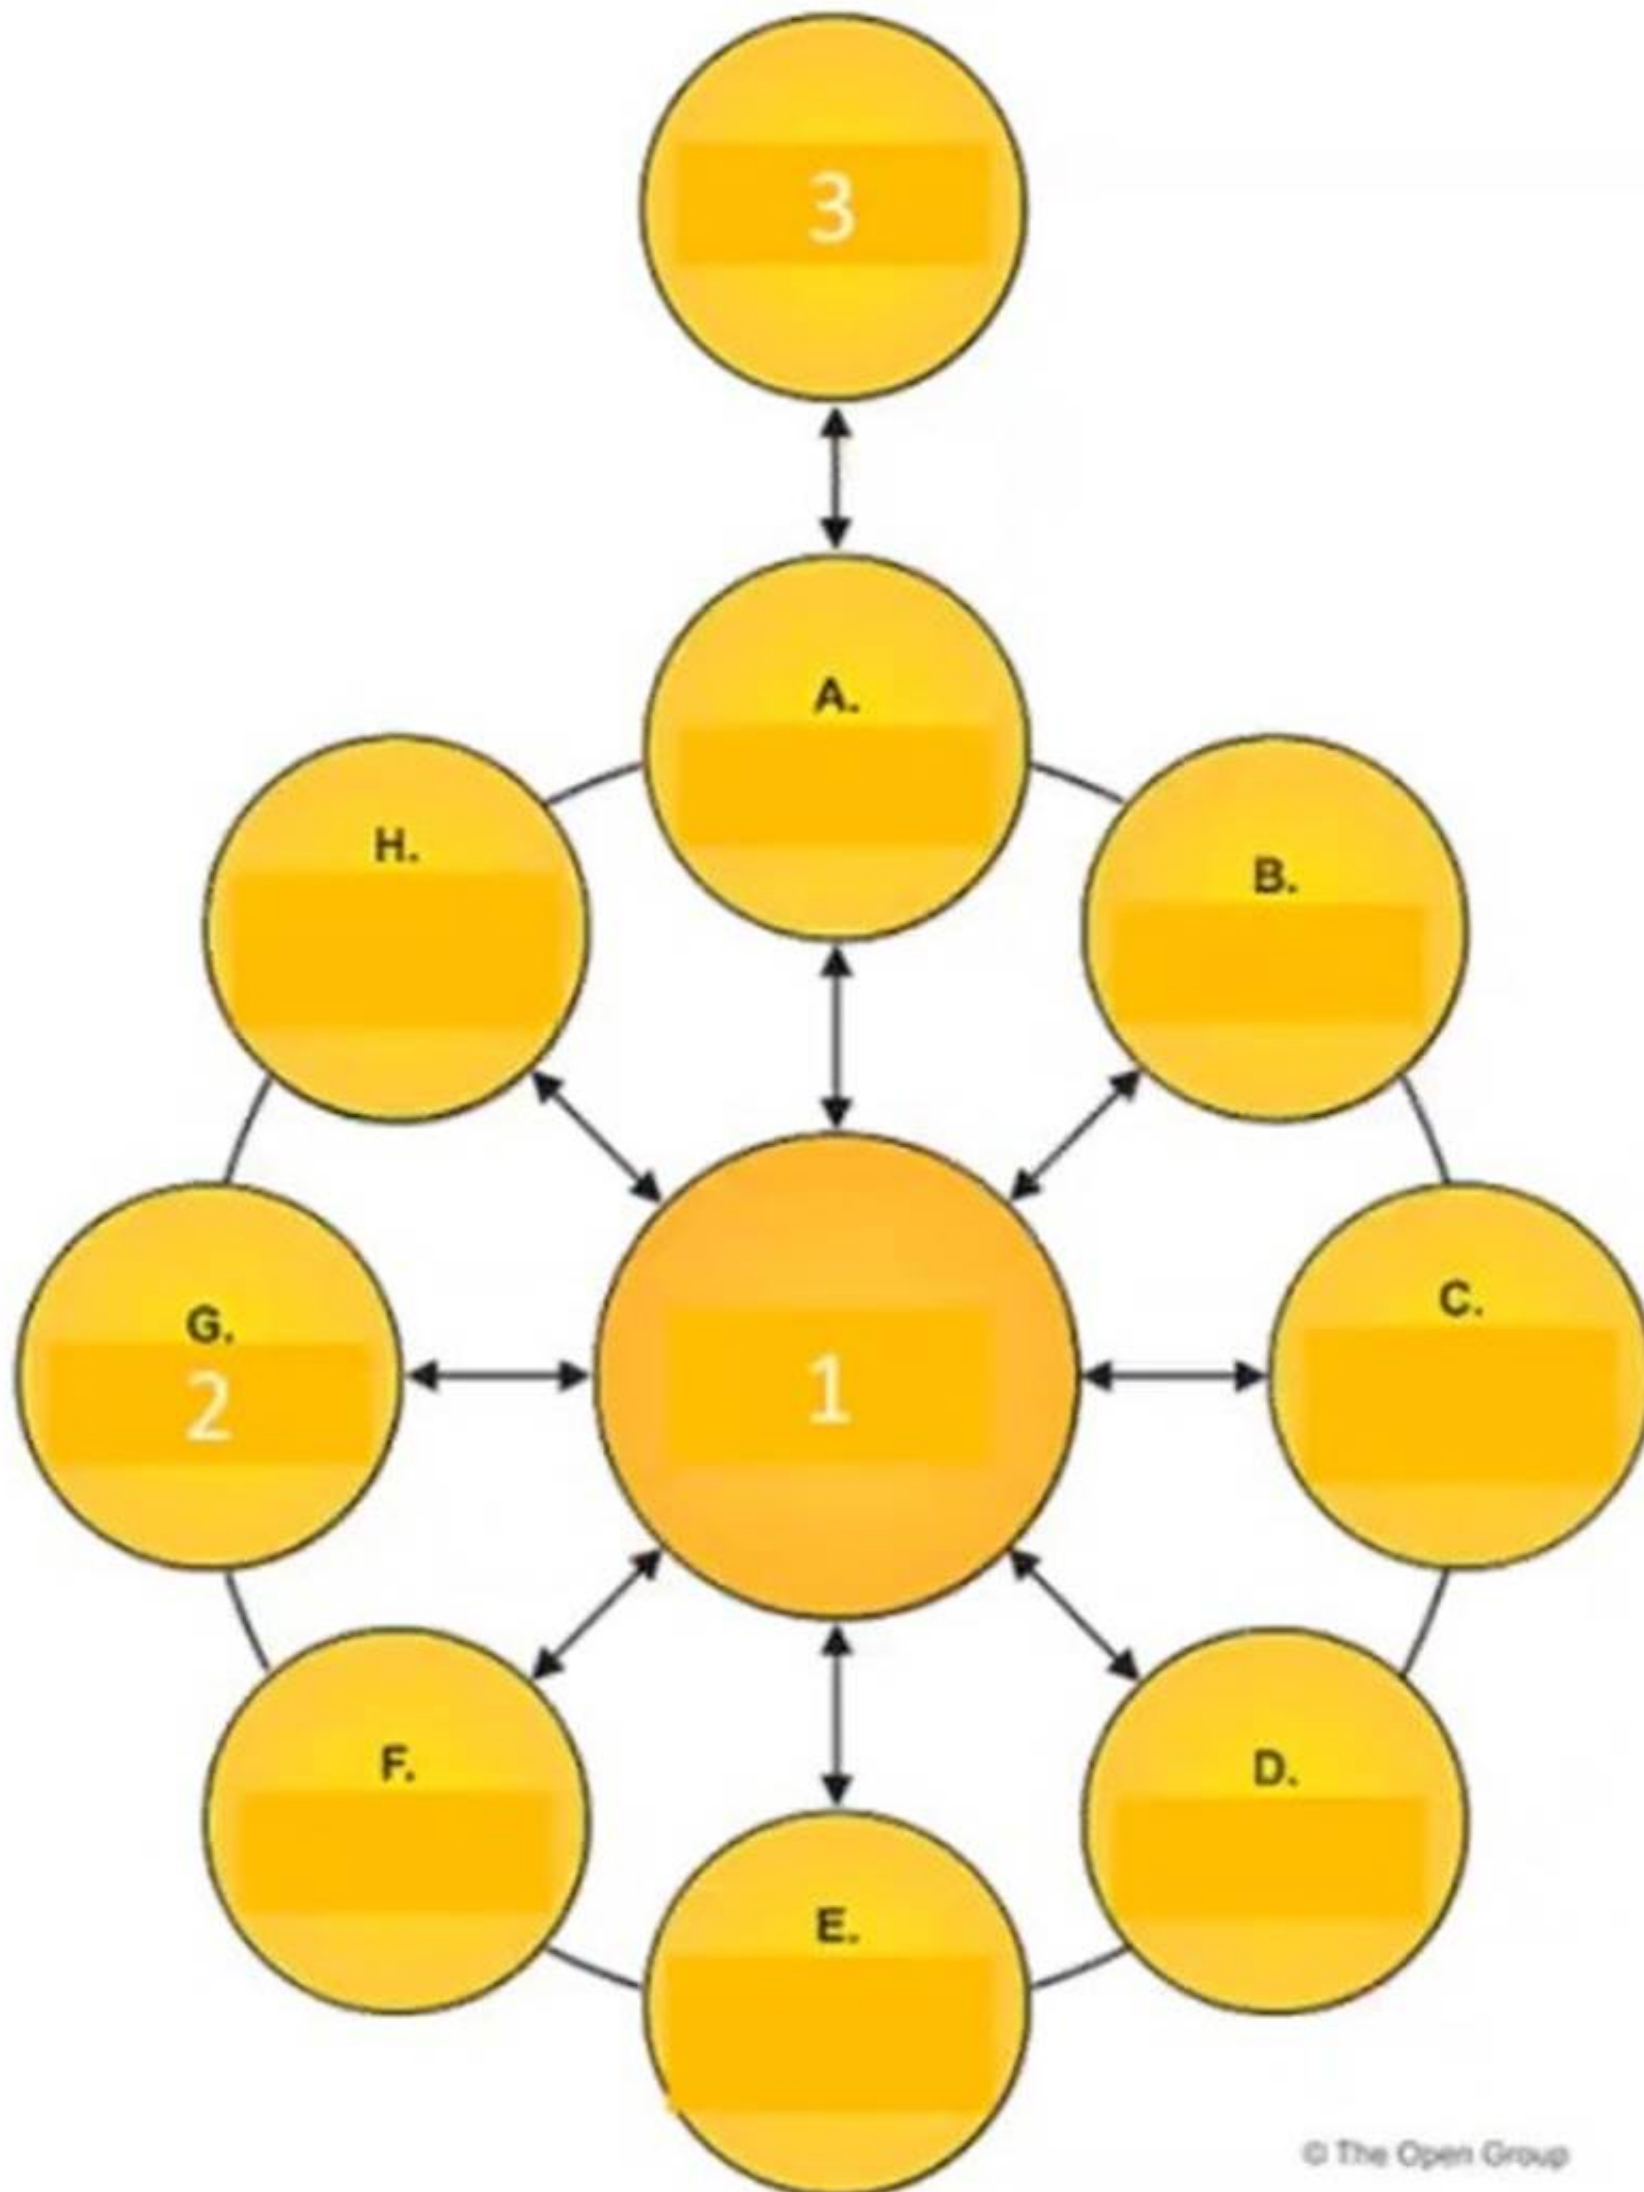 3
A.
H.
B.
G.
2
1
C.
F.
D.
E.
© The Open Group